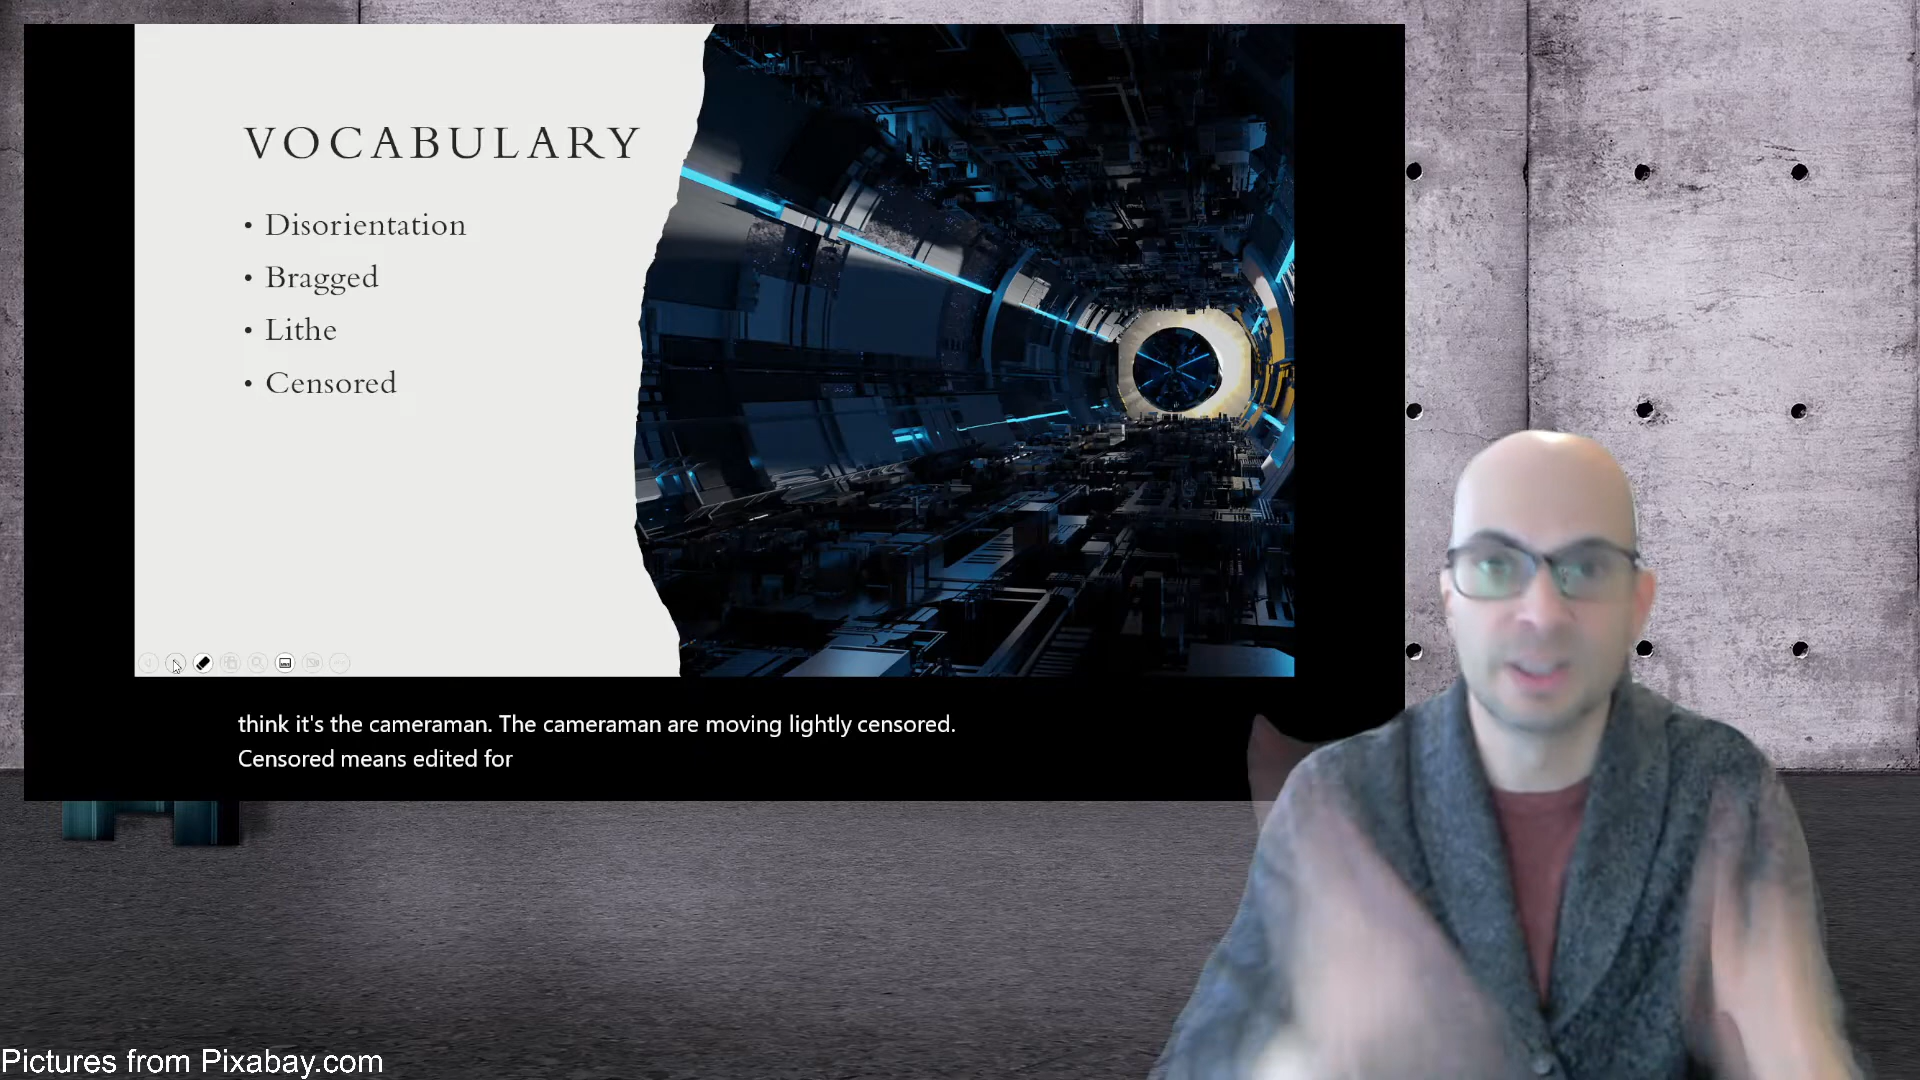 VOCABULARY
• Disorientation
• Bragged
• Lithe
• Censored
think it's the cameraman. The cameraman are moving lightly censored.
Censored means edited for
Pictures from Pixabay.com